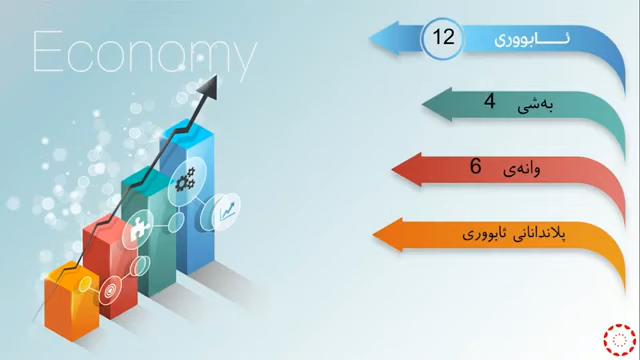 Economy
ئـــابووری 12
بەشی 4
وانەی 6
پلاندانانی ئابووری